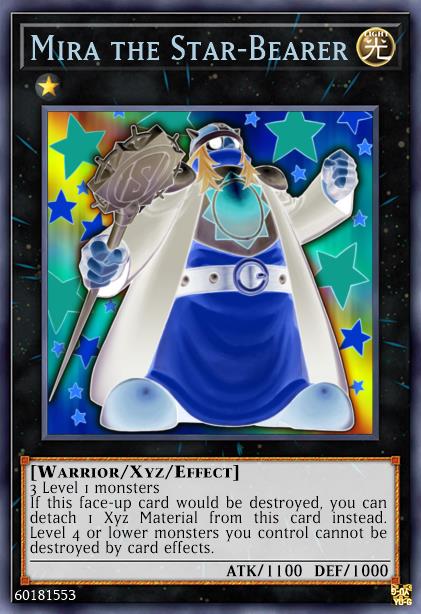 MIRA THE STAR-BEARER
LIGHT
光
[WARRIOR/XYZ/EFFECT]
3 Level 1 monsters
If this face-up card would be destroyed, you can
detach 1 Xyz Material from this card instead.
Level 4 or lower monsters you control cannot be
destroyed by card effects.
ATK/1100 DEF/1000
60181553